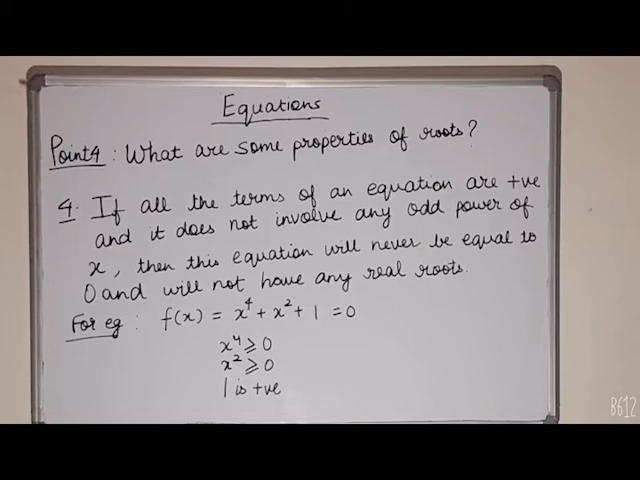 Equations
Point 4 : What are some properties of roots?
4. If all the terms of an equation are +ve
and it does not involve any odd power of
x, then this equation will never be equal to
0 and will not have any real roots.
For eg : f(x) = x⁴ + x² + 1 = 0
x⁴ ≥ 0
x² ≥ 0
1 is +ve
B612